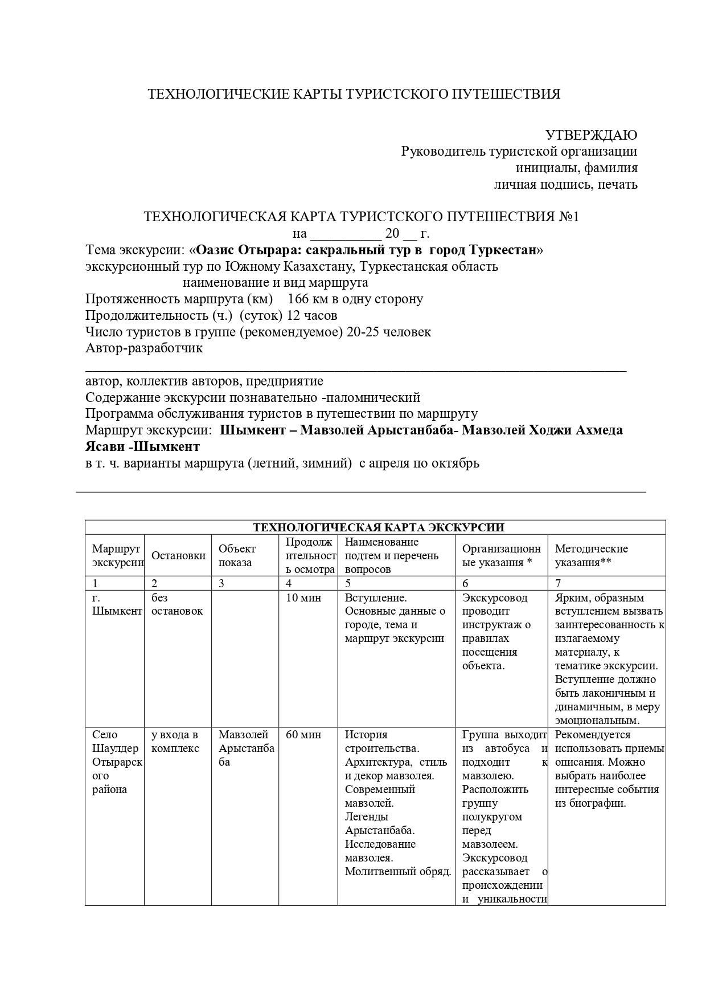 ТЕХНОЛОГИЧЕСКИЕ КАРТЫ ТУРИСТСКОГО ПУТЕШЕСТВИЯ
УТВЕРЖДАЮ
Руководитель туристской организации
инициалы, фамилия
личная подпись, печать
ТЕХНОЛОГИЧЕСКАЯ КАРТА ТУРИСТСКОГО ПУТЕШЕСТВИЯ №1
на __________ 20 __ г.
Тема экскурсии: «Оазис Отырара: сакральный тур в  город Туркестан»
экскурсионный тур по Южному Казахстану, Туркестанская область
наименование и вид маршрута
Протяженность маршрута (км)    166 км в одну сторону
Продолжительность (ч.)  (суток) 12 часов
Число туристов в группе (рекомендуемое) 20-25 человек
Автор-разработчик
____________________________________________________________________________
автор, коллектив авторов, предприятие
Содержание экскурсии познавательно -паломнический
Программа обслуживания туристов в путешествии по маршруту
Маршрут экскурсии:  Шымкент – Мавзолей Арыстанбаба- Мавзолей Ходжи Ахмеда
Ясави -Шымкент
в т. ч. варианты маршрута (летний, зимний)  с апреля по октябрь
ТЕХНОЛОГИЧЕСКАЯ КАРТА ЭКСКУРСИИ
Маршрут
экскурсии
Остановки
Объект
показа
Продолж
ительност
ь осмотра
Наименование
подтем и перечень
вопросов
Организационн
ые указания *
Методические
указания**
1
2
3
4
5
6
7
г.
Шымкент
без
остановок
10 мин
Вступление.
Основные данные о
городе, тема и
маршрут экскурсии
Экскурсовод
проводит
инструктаж о
правилах
посещения
объекта.
Ярким, образным
вступлением вызвать
заинтересованность к
излагаемому
материалу, к
тематике экскурсии.
Вступление должно
быть лаконичным и
динамичным, в меру
эмоциональным.
Село
Шаулдер
Отырарск
ого
района
у входа в
комплекс
Мавзолей
Арыстанба
ба
60 мин
История
строительства.
Архитектура,  стиль
и декор мавзолея.
Современный
мавзолей.
Легенды
Арыстанбаба.
Исследование
мавзолея.
Молитвенный обряд.
Группа выходит
из автобуса и
подходит к
мавзолею.
Расположить
группу
полукругом
перед
мавзолеем.
Экскурсовод
рассказывает о
происхождении
и уникальности
Рекомендуется
использовать приемы
описания. Можно
выбрать наиболее
интересные события
из биографии.